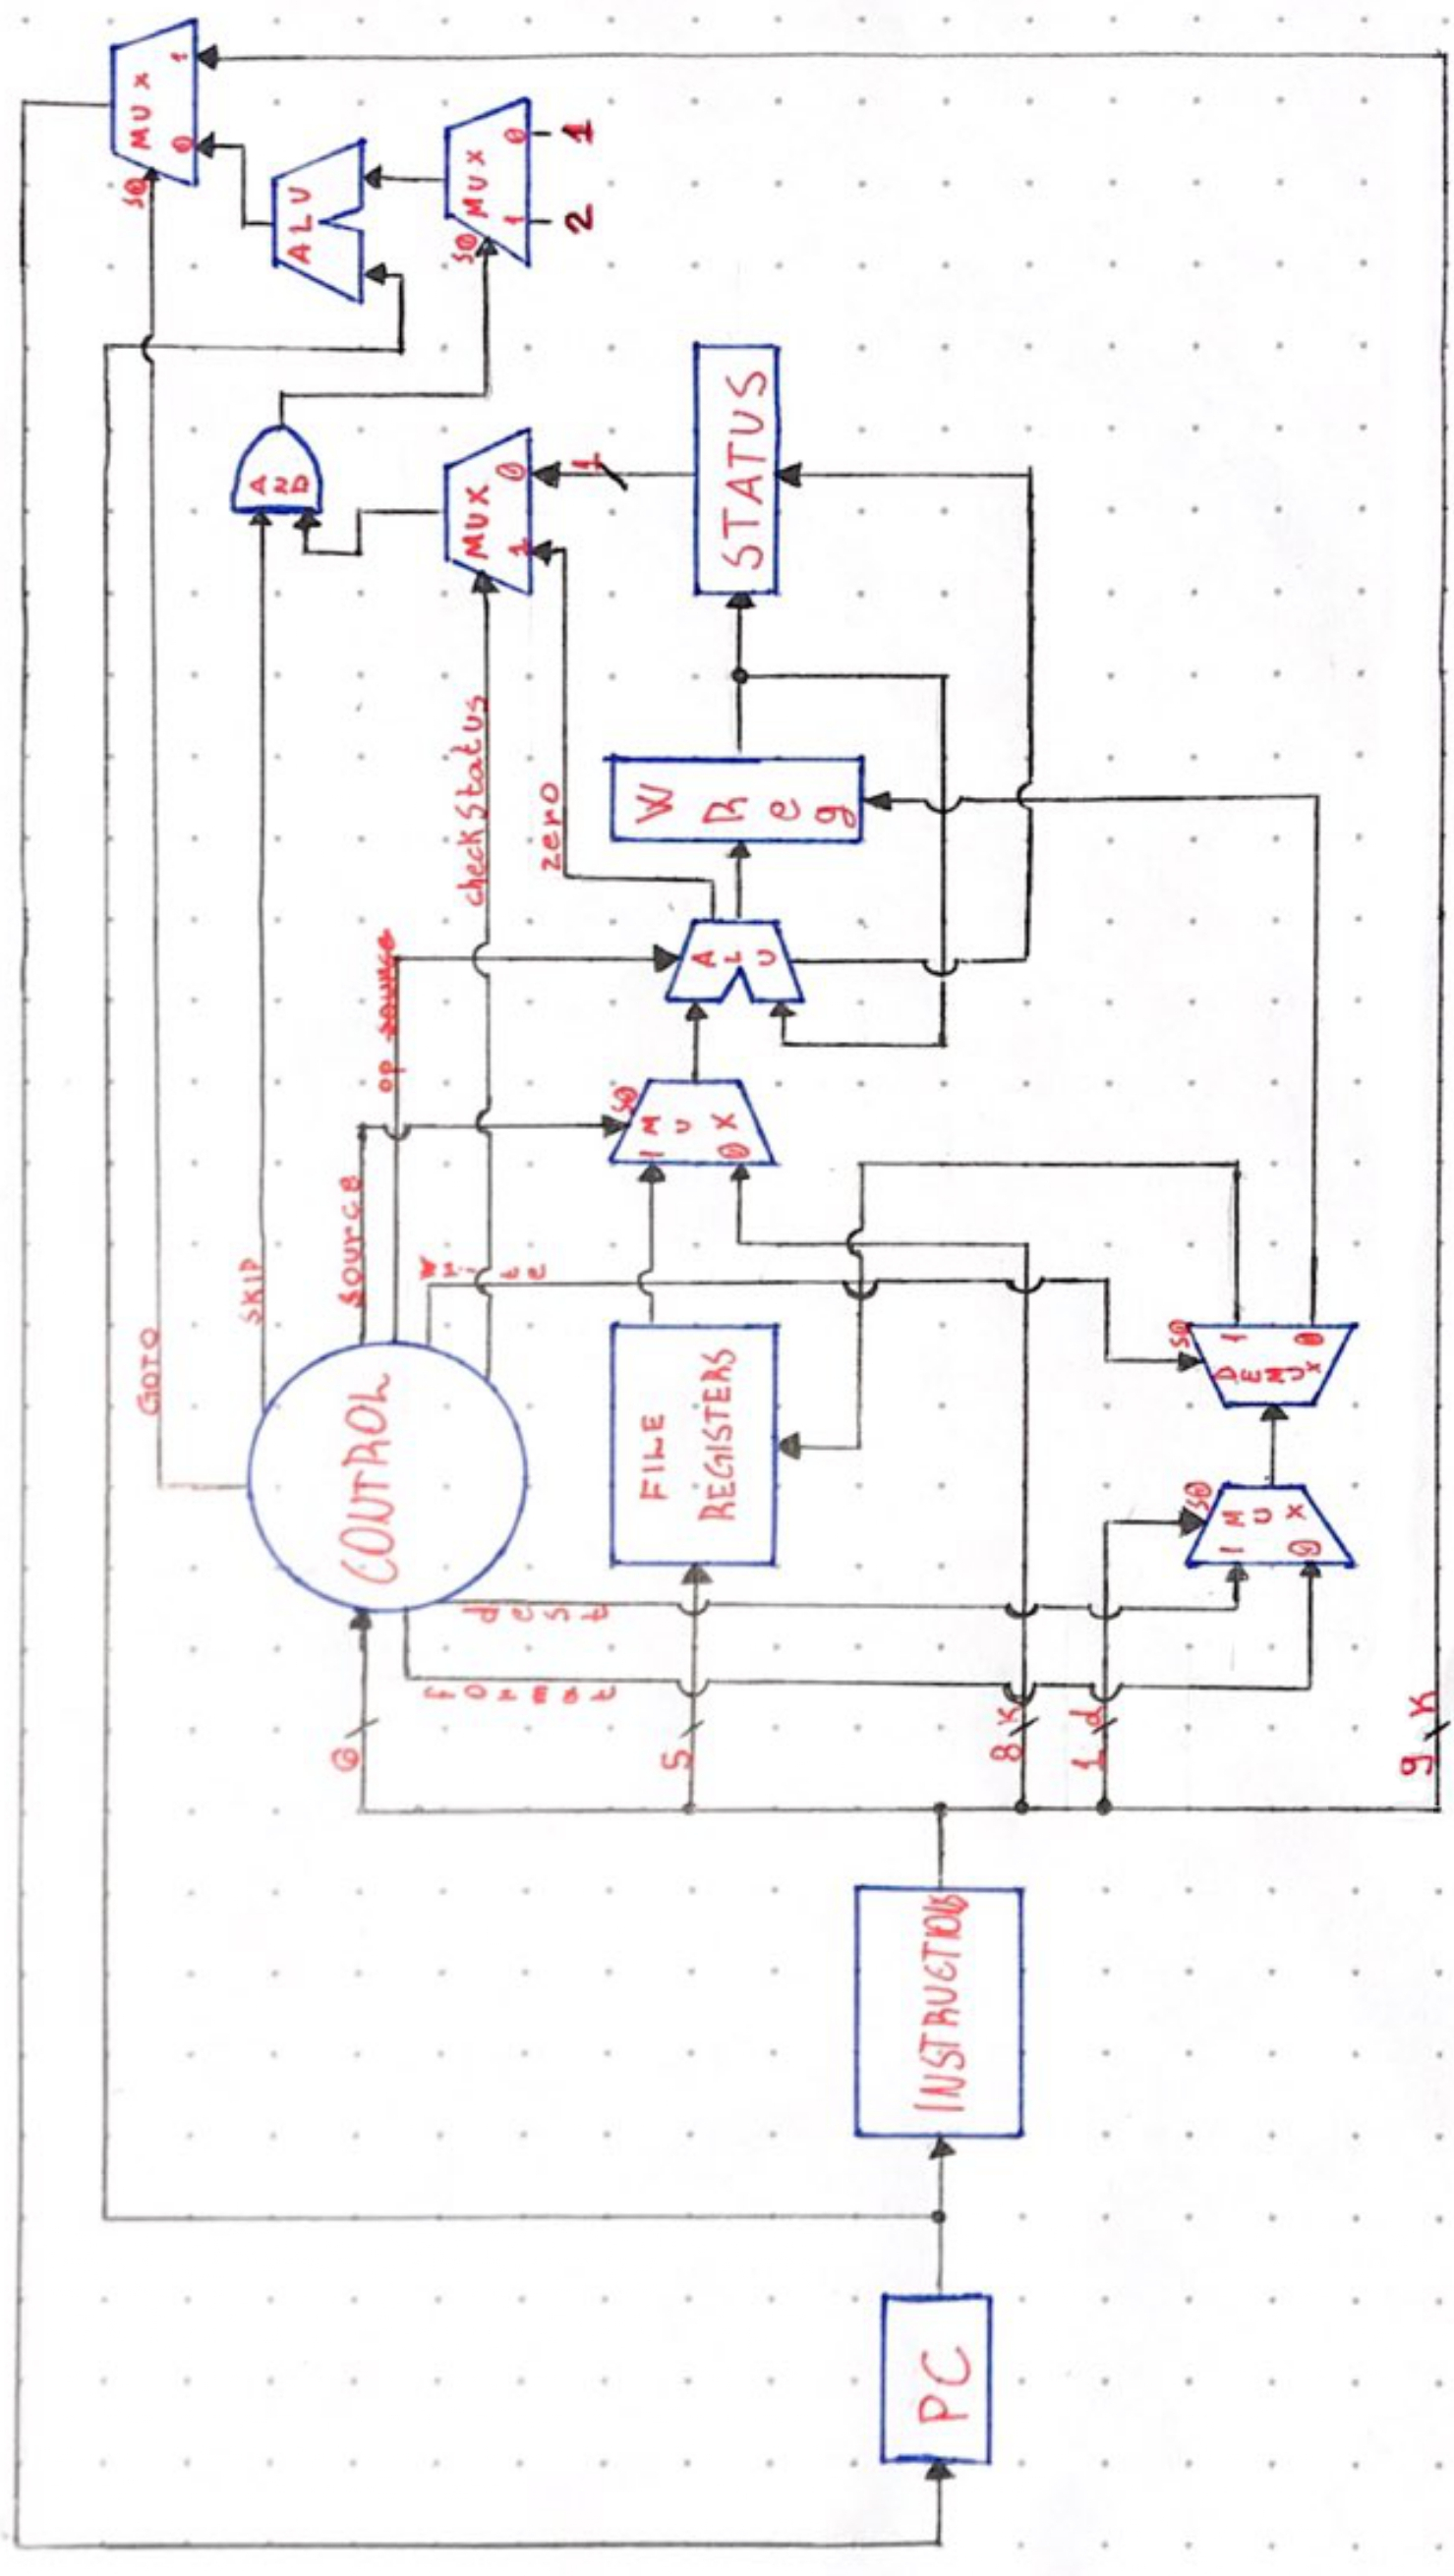 GOTO
s0
MUX
0
1
SKIP
AND
ALU
CONTROL
source
op source
write
checkStatus
s0
MUX
1
0
2
1
MUX
1
0
6
dest
format
zero
1
s0
1
MUX
0
FILE
REGISTERS
ALU
W Reg
STATUS
5
PC
INSTRUCTION
8 K
1 d
s0
1
MUX
0
s0
DEMUX
1
0
9 K